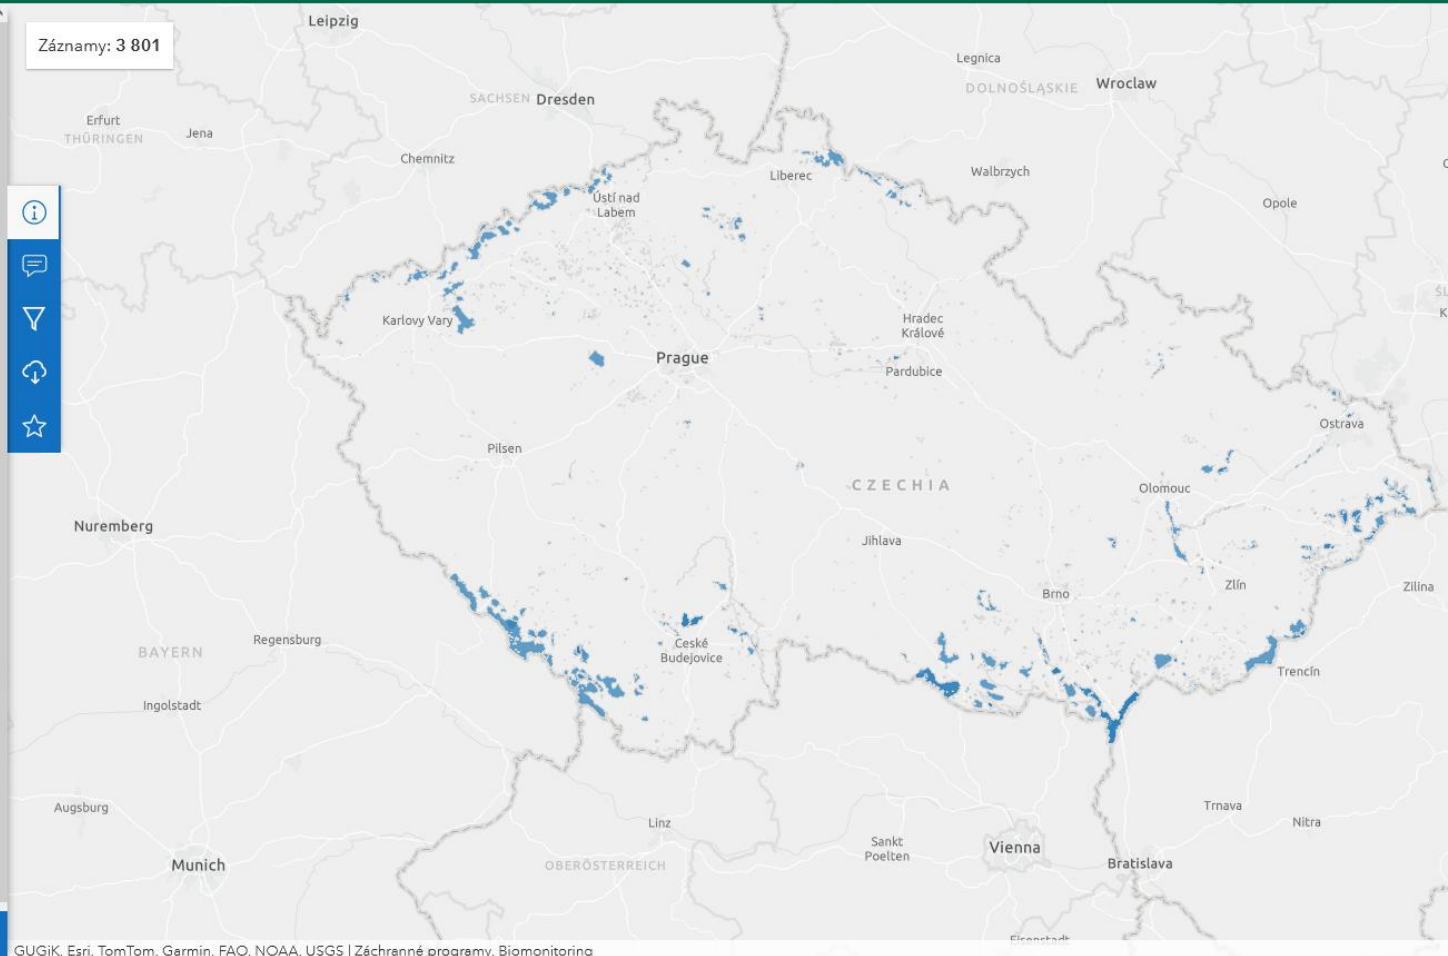 Leipzig
Záznamy: 3 801
Legnica
Wroclaw
DOLNOŚLĄSKIE
SACHSEN
Dresden
Erfurt
THÜRINGEN
Jena
Chemnitz
Liberec
Walbrzych
Ústí nad
Labem
Opole
Karlovy Vary
Hradec
Králové
Prague
Pardubice
Ostrava
Pilsen
CZECHIA
Olomouc
Nuremberg
Jihlava
Zlín
Zilina
Brno
Regensburg
BAYERN
Ceské
Budejovice
Trencín
Ingolstadt
Augsburg
Trnava
Linz
Nitra
Sankt
Poelten
Vienna
Munich
OBERÖSTERREICH
Bratislava
Eisenstadt
GUGiK, Esri, TomTom, Garmin, FAO, NOAA, USGS | Záchranné programy, Biomonitoring